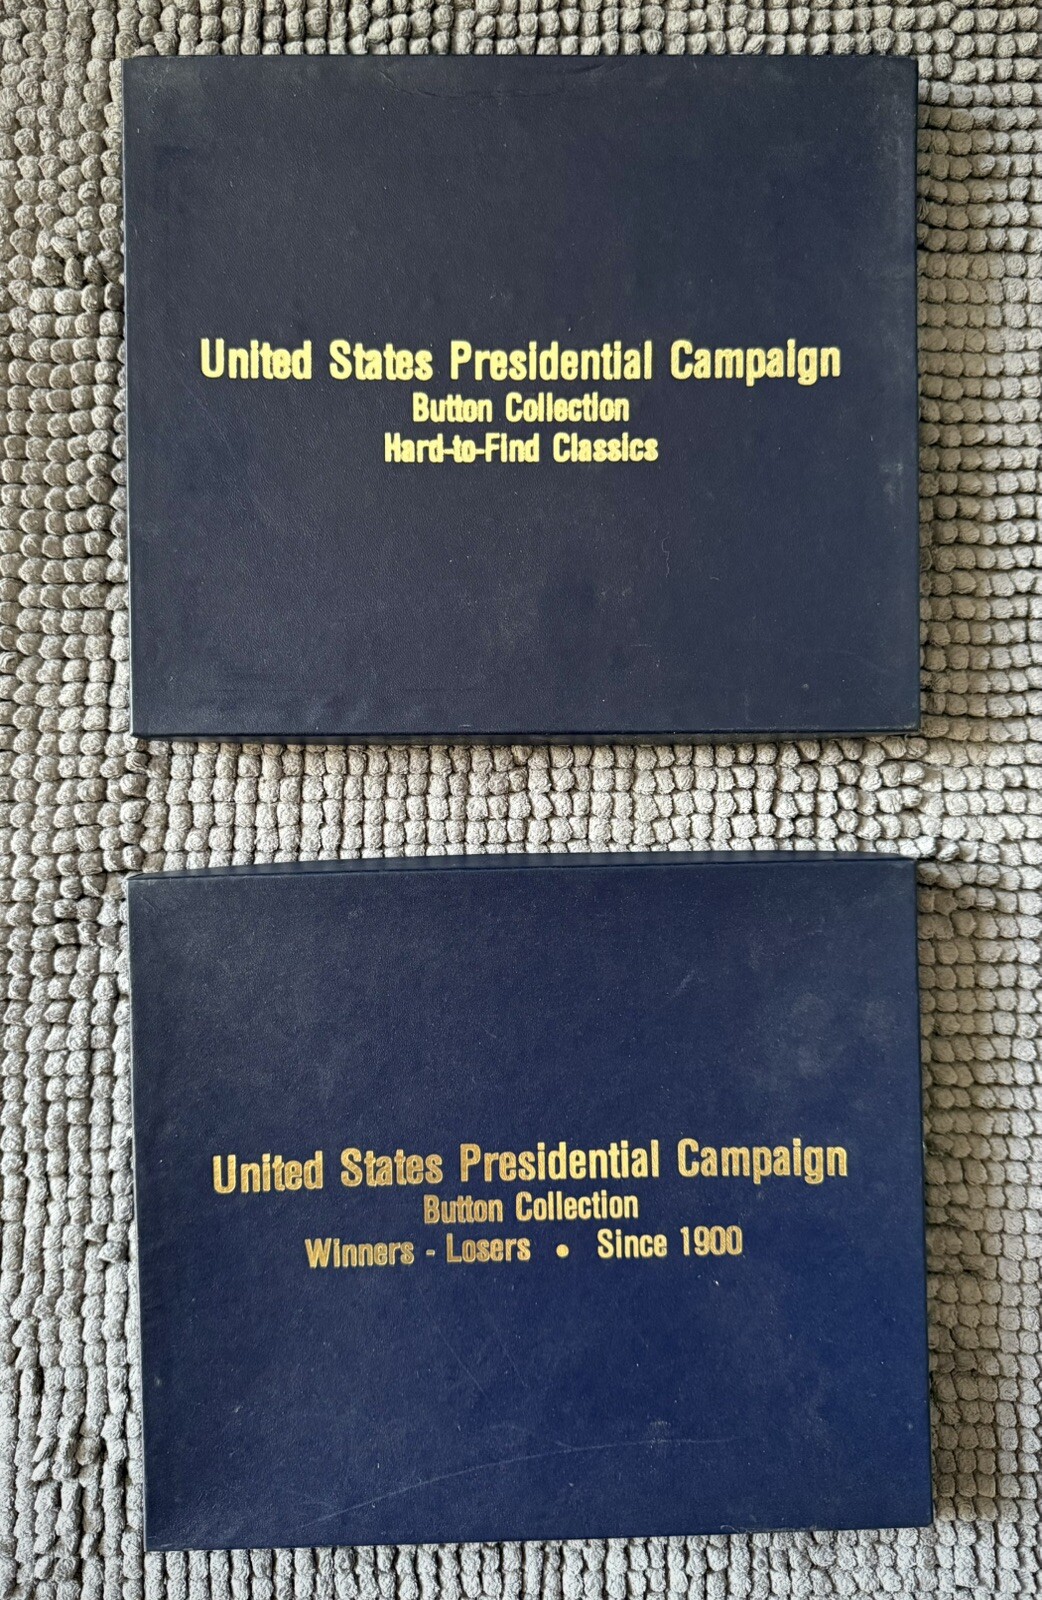 United States Presidential Campaign
Button Collection
Hard-to-Find Classics
United States Presidential Campaign
Button Collection
Winners - Losers • Since 1900